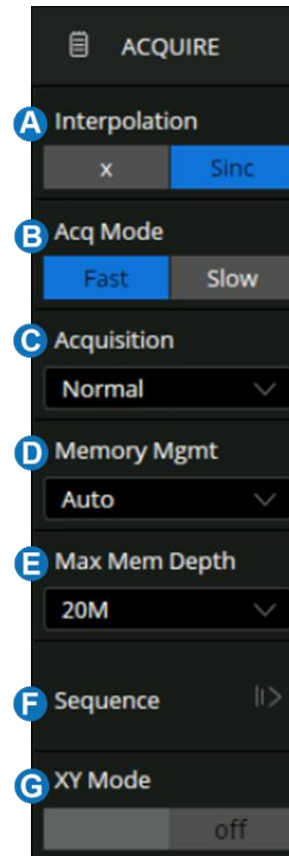 ACQUIRE
A Interpolation
x Sinc
B Acq Mode
Fast Slow
C Acquisition
Normal
D Memory Mgmt
Auto
E Max Mem Depth
20M
F Sequence
G XY Mode
off